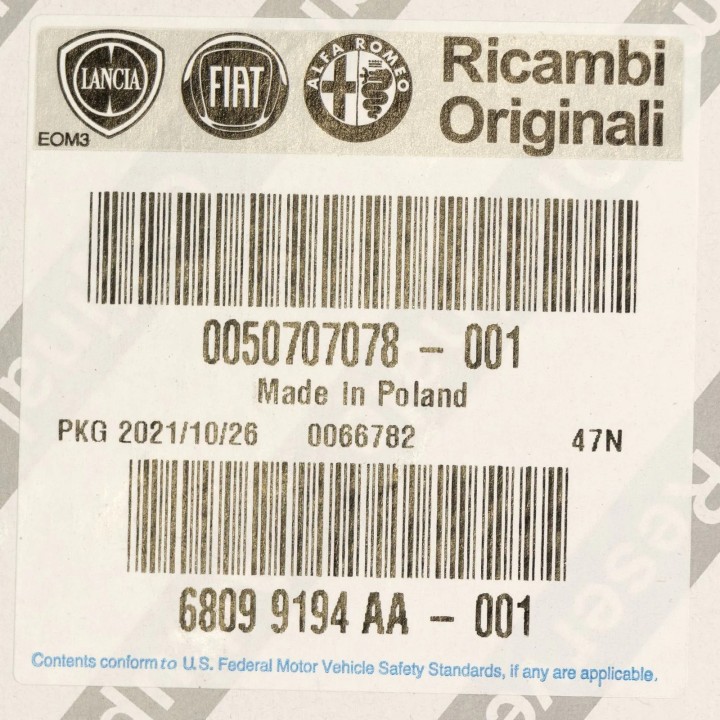 LANCIA FIAT ALFA ROMEO Ricambi
Originali
EOM3
0050707078 - 001
Made in Poland
PKG 2021/10/26 0066782 47N
6809 9194 AA - 001
Contents conform to U.S. Federal Motor Vehicle Safety Standards, if any are applicable.